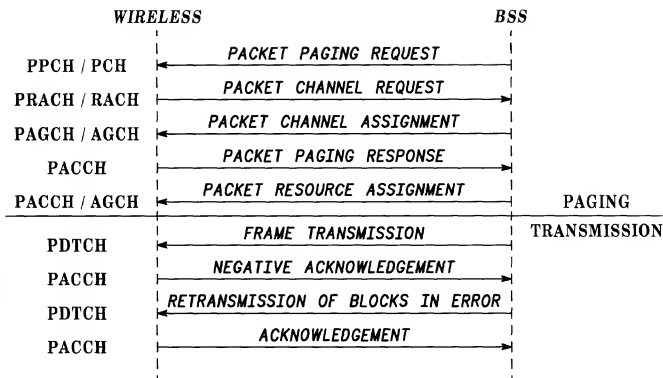 WIRELESS BSS
PACKET PAGING REQUEST
PPCH / PCH
PACKET CHANNEL REQUEST
PRACH / RACH
PACKET CHANNEL ASSIGNMENT
PAGCH / AGCH
PACKET PAGING RESPONSE
PACCH
PACKET RESOURCE ASSIGNMENT
PACCH / AGCH
PAGING
TRANSMISSION
FRAME TRANSMISSION
PDTCH
NEGATIVE ACKNOWLEDGEMENT
PACCH
RETRANSMISSION OF BLOCKS IN ERROR
PDTCH
ACKNOWLEDGEMENT
PACCH